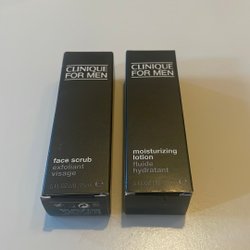 CLINIQUE
FOR MEN
face scrub
exfoliant
visage
CLINIQUE
FOR MEN
moisturizing
lotion
fluide
hydratant